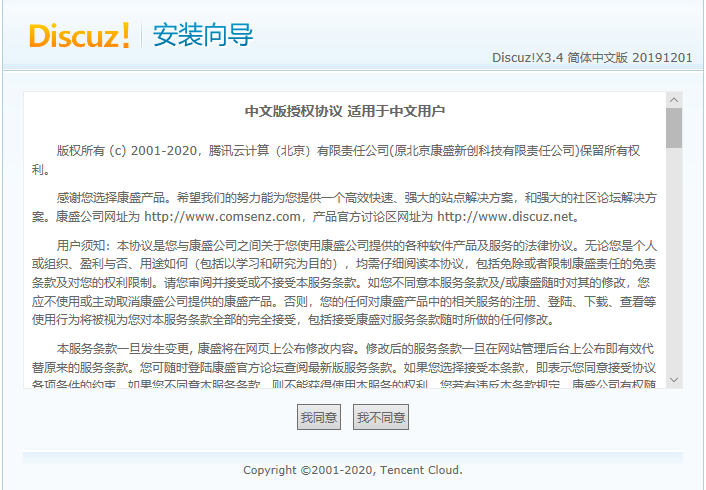 Discuz! 安装向导
Discuz!X3.4 简体中文版 20191201
中文版授权协议 适用于中文用户
版权所有 (c) 2001-2020，腾讯云计算（北京）有限责任公司(原北京康盛新创科技有限责任公司)保留所有权
利。
感谢您选择康盛产品。希望我们的努力能为您提供一个高效快速、强大的站点解决方案，和强大的社区论坛解决方
案。康盛公司网址为 http://www.comsenz.com，产品官方讨论区网址为 http://www.discuz.net。
用户须知：本协议是您与康盛公司之间关于您使用康盛公司提供的各种软件产品及服务的法律协议。无论您是个人
或组织、盈利与否、用途如何（包括以学习和研究为目的），均需仔细阅读本协议，包括免除或者限制康盛责任的免责
条款及对您的权利限制。请您审阅并接受或不接受本服务条款。如您不同意本服务条款及/或康盛随时对其的修改，您
应不使用或主动取消康盛公司提供的康盛产品。否则，您的任何对康盛产品中的相关服务的注册、登陆、下载、查看等
使用行为将被视为您对本服务条款全部的完全接受，包括接受康盛对服务条款随时所做的任何修改。
本服务条款一旦发生变更, 康盛将在网页上公布修改内容。修改后的服务条款一旦在网站管理后台上公布即有效代
替原来的服务条款。您可随时登陆康盛官方论坛查阅最新版服务条款。如果您选择接受本条款，即表示您同意接受协议
各项条件的约束。如果您不同意本服务条款，则不能获得使用本服务的权利。您若有违反本条款规定，康盛公司有权随
我同意 我不同意
Copyright ©2001-2020, Tencent Cloud.